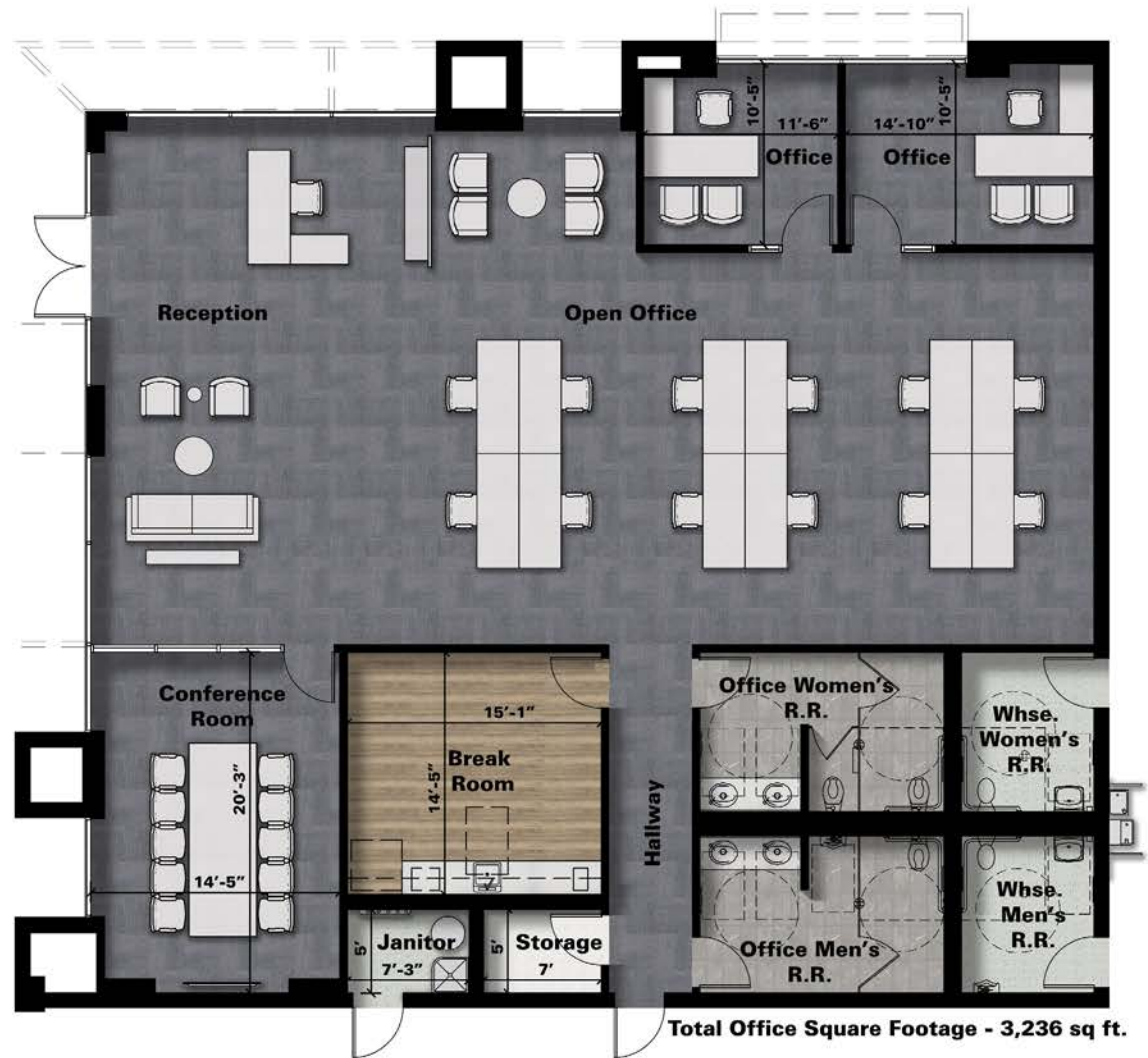 10’-5”
11’-6”
Office
14’-10”
10’-5”
Office
Reception
Open Office
Conference
Room
20’-3”
14’-5”
15’-1”
Break
Room
14’-5”
Hallway
Office Women’s
R.R.
Whse.
Women’s
R.R.
Office Men’s
R.R.
Whse.
Men’s
R.R.
5’
Janitor
7’-3”
5’
Storage
7’
Total Office Square Footage - 3,236 sq ft.